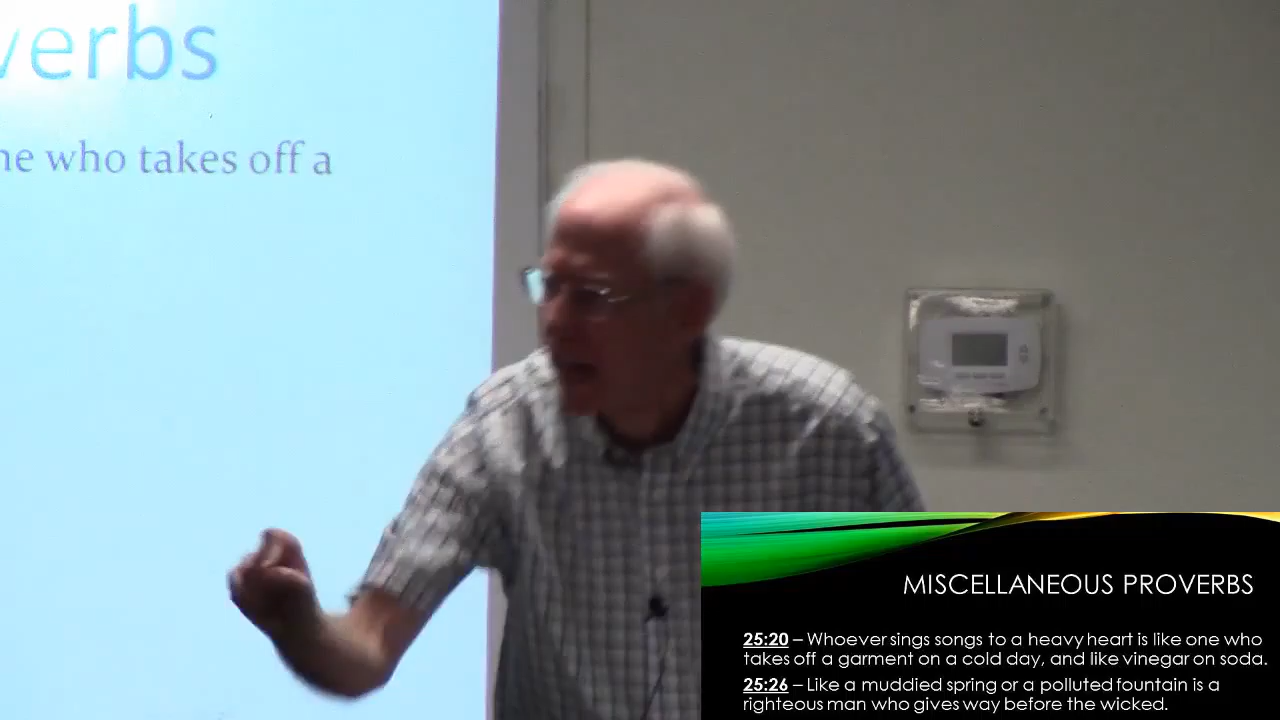 verbs
ne who takes off a
MISCELLANEOUS PROVERBS
25:20 – Whoever sings songs to a heavy heart is like one who
takes off a garment on a cold day, and like vinegar on soda.
25:26 – Like a muddied spring or a polluted fountain is a
righteous man who gives way before the wicked.